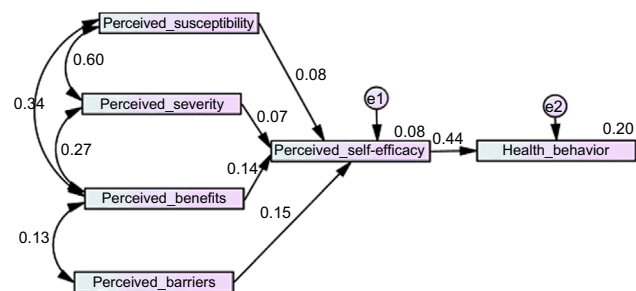 Perceived_susceptibility
0.60
0.08
0.34
Perceived_severity
e1
e2
0.07
0.08
0.44
0.20
0.27
Perceived_self-efficacy
Health_behavior
0.14
Perceived_benefits
0.15
0.13
Perceived_barriers